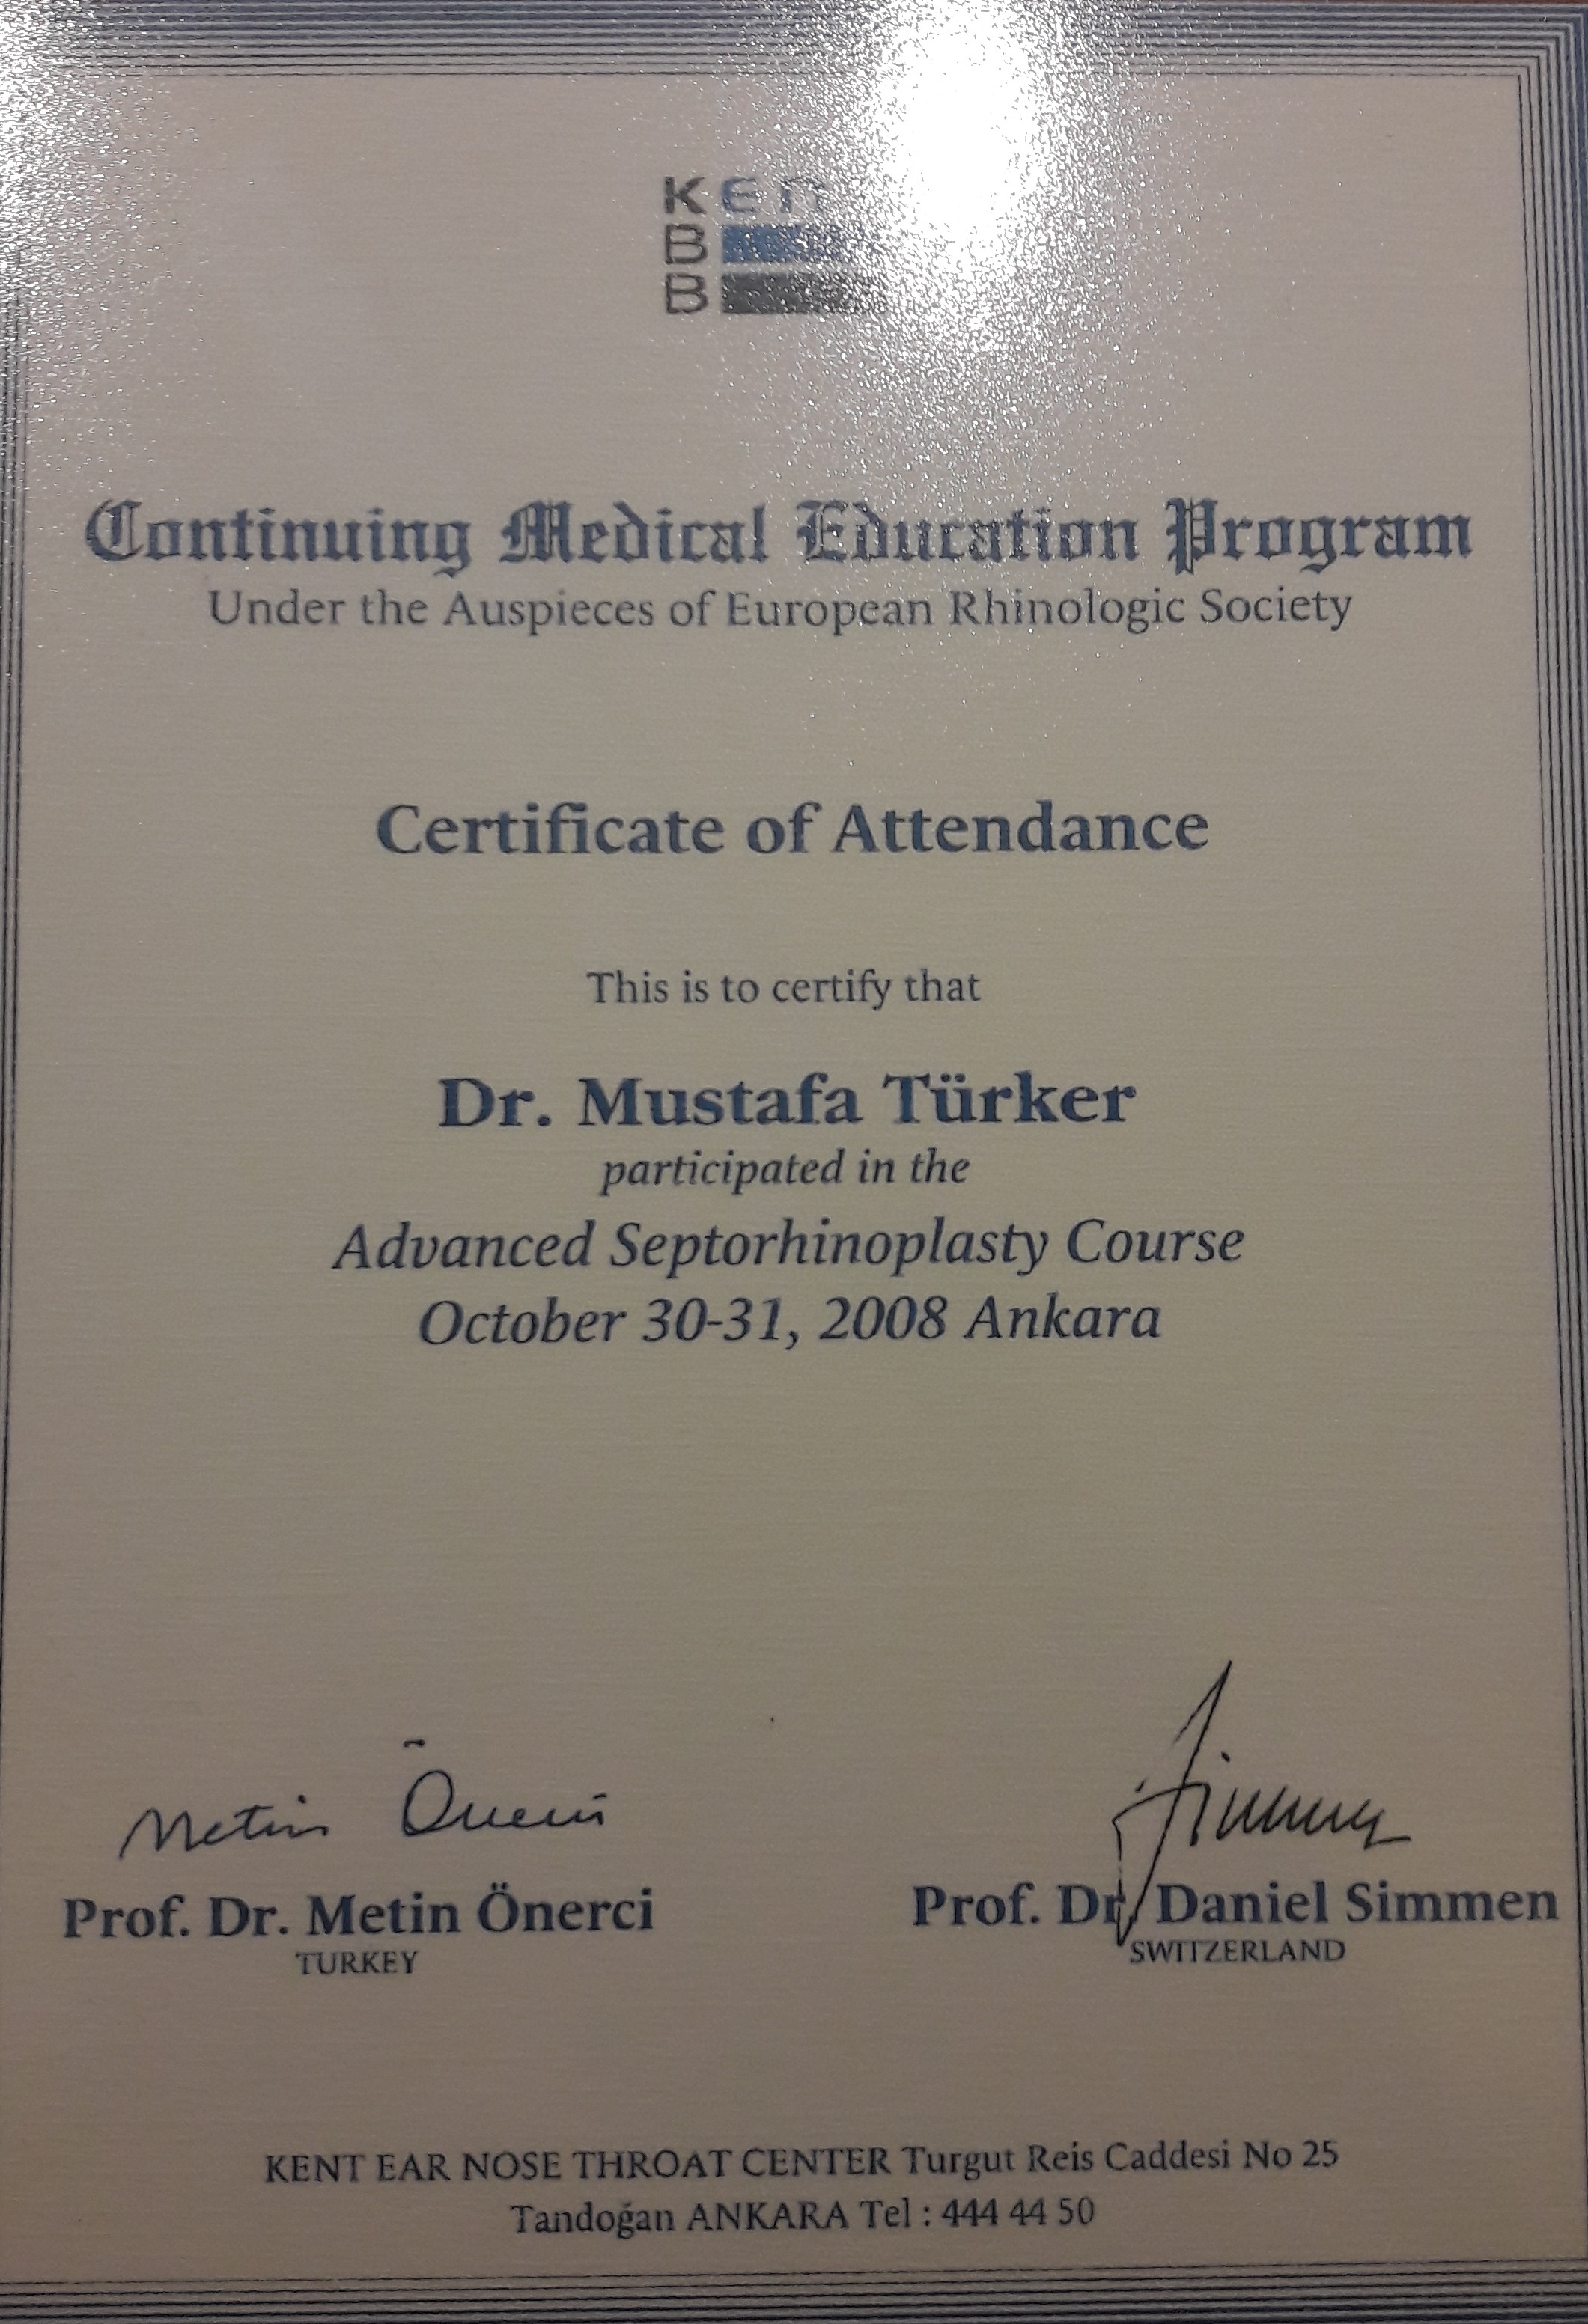 KEn
B
B
Continuing Medical Education Program
Under the Auspieces of European Rhinologic Society
Certificate of Attendance
This is to certify that
Dr. Mustafa Türker
participated in the
Advanced Septorhinoplasty Course
October 30-31, 2008 Ankara
Metin Önerci
Simmen
Prof. Dr. Metin Önerci
Prof. Dr. Daniel Simmen
TURKEY
SWITZERLAND
KENT EAR NOSE THROAT CENTER Turgut Reis Caddesi No 25
Tandoğan ANKARA Tel : 444 44 50